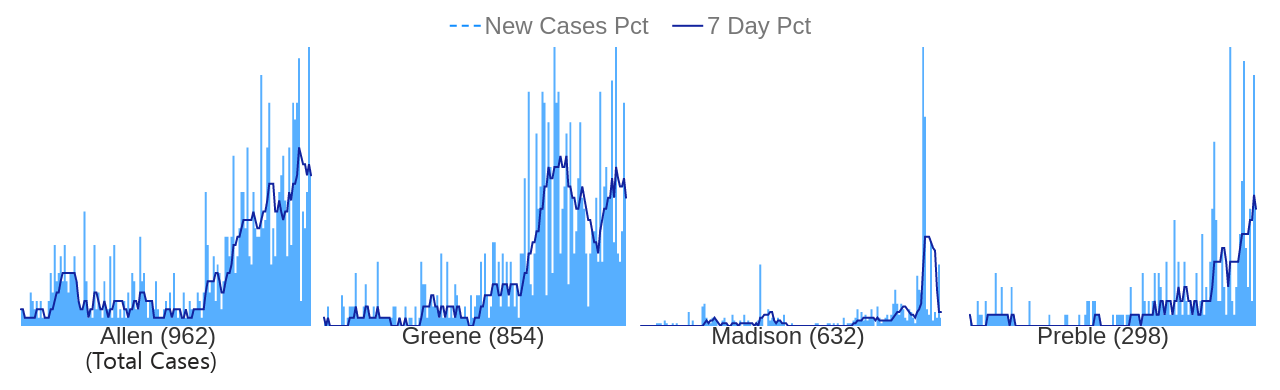 New Cases Pct 7 Day Pct
Allen (962) Greene (854) Madison (632) Preble (298)
(Total Cases)